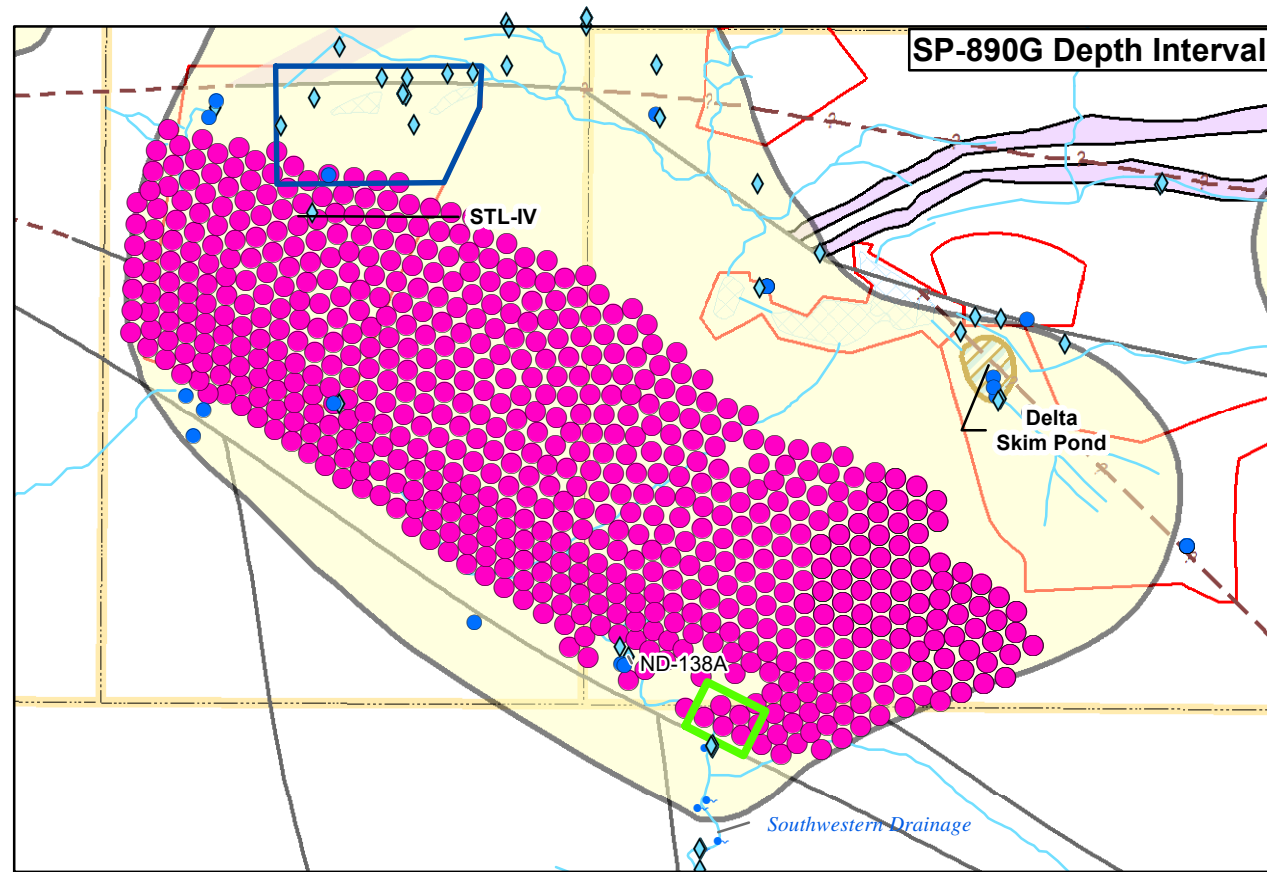 SP-890G Depth Interval
?
?
?
?
?
STL-IV
?
Delta
Skim Pond
?
?
ND-138A
Southwestern Drainage